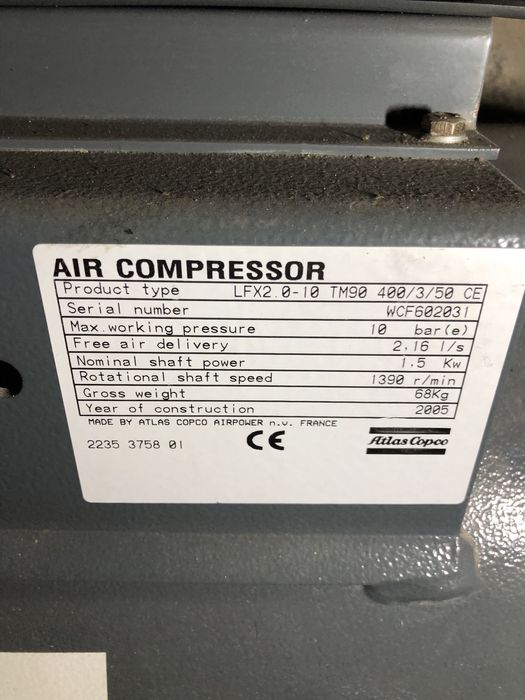 AIR COMPRESSOR
Product type LFX2.0-10 TM90 400/3/50 CE
Serial number WCF602031
Max.working pressure 10 bar(e)
Free air delivery 2.16 l/s
Nominal shaft power 1.5 Kw
Rotational shaft speed 1390 r/min
Gross weight 68Kg
Year of construction 2005
MADE BY ATLAS COPCO AIRPOWER n.v. FRANCE
2235 3758 01 CE Atlas Copco